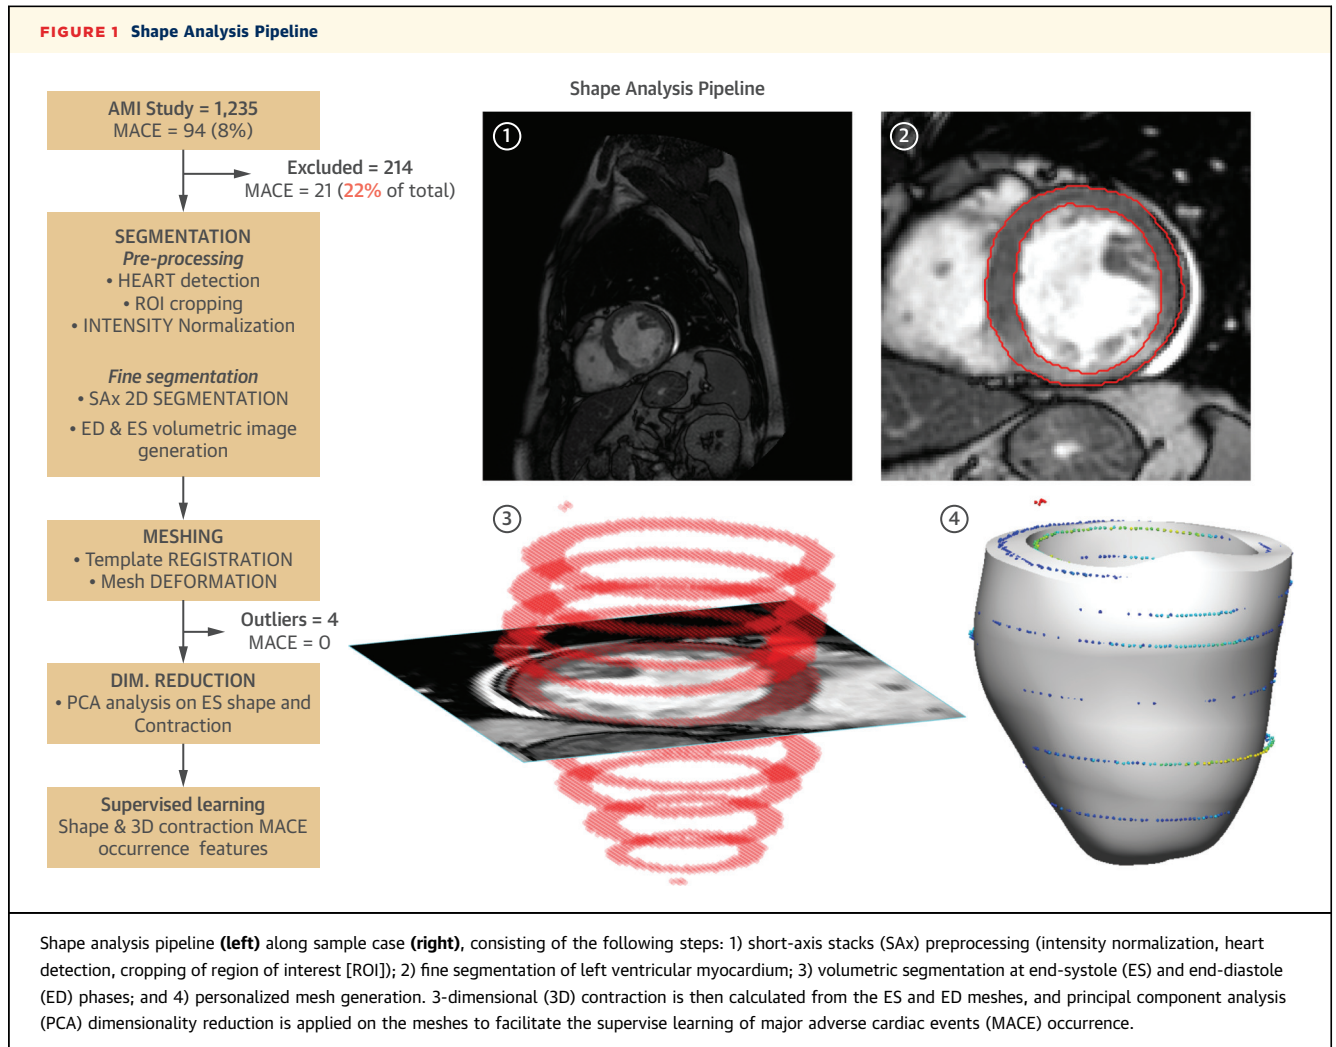 FIGURE 1 Shape Analysis Pipeline
AMI Study = 1,235
MACE = 94 (8%)
Excluded = 214
MACE = 21 (22% of total)
SEGMENTATION
Pre-processing
• HEART detection
• ROI cropping
• INTENSITY Normalization
Fine segmentation
• SAx 2D SEGMENTATION
• ED & ES volumetric image
generation
MESHING
• Template REGISTRATION
• Mesh DEFORMATION
Outliers = 4
MACE = 0
DIM. REDUCTION
• PCA analysis on ES shape and
Contraction
Supervised learning
Shape & 3D contraction MACE
occurrence features
Shape Analysis Pipeline
1
2
3
4
Shape analysis pipeline (left) along sample case (right), consisting of the following steps: 1) short-axis stacks (SAx) preprocessing (intensity normalization, heart
detection, cropping of region of interest [ROI]); 2) fine segmentation of left ventricular myocardium; 3) volumetric segmentation at end-systole (ES) and end-diastole
(ED) phases; and 4) personalized mesh generation. 3-dimensional (3D) contraction is then calculated from the ES and ED meshes, and principal component analysis
(PCA) dimensionality reduction is applied on the meshes to facilitate the supervise learning of major adverse cardiac events (MACE) occurrence.